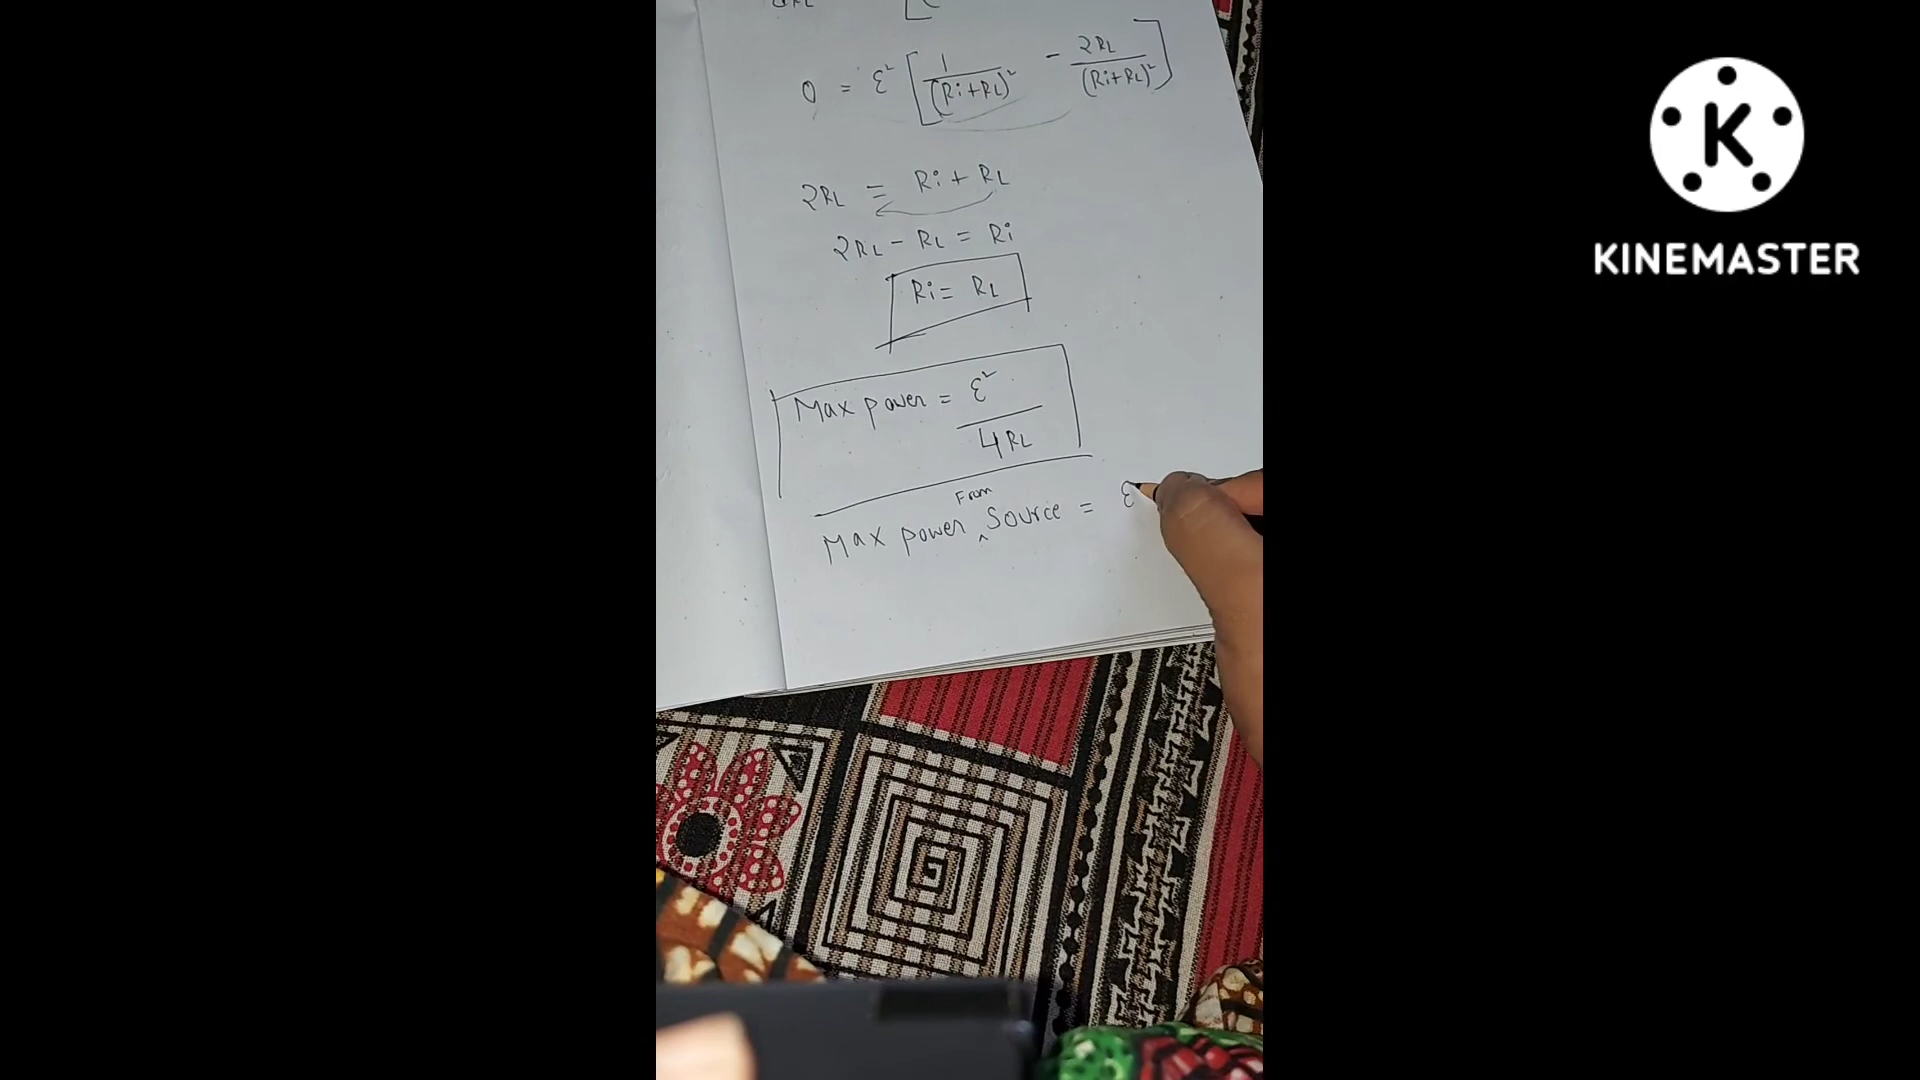 0 = ε² [ 1/(Ri+RL)² - 2RL/(Ri+RL)² ]
2RL = Ri + RL
2RL - RL = Ri
Ri = RL
Max power = ε²/4RL
From
Max power ^ Source = ε
K
KINEMASTER